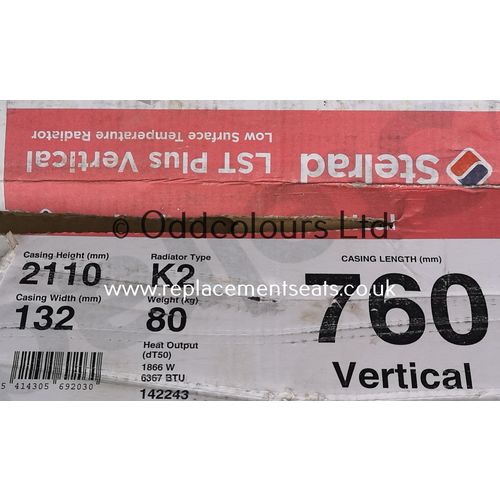 Stelrad
LST Plus Vertical
Low Surface Temperature Radiator
© Oddcolours Ltd
www.replacementseats.co.uk
Casing Height (mm)
2110
Casing Width (mm)
132
Radiator Type
K2
Weight (kg)
80
Heat Output
(dT50)
1866 W
6367 BTU
142243
CASING LENGTH (mm)
760
Vertical
5 414305 692030